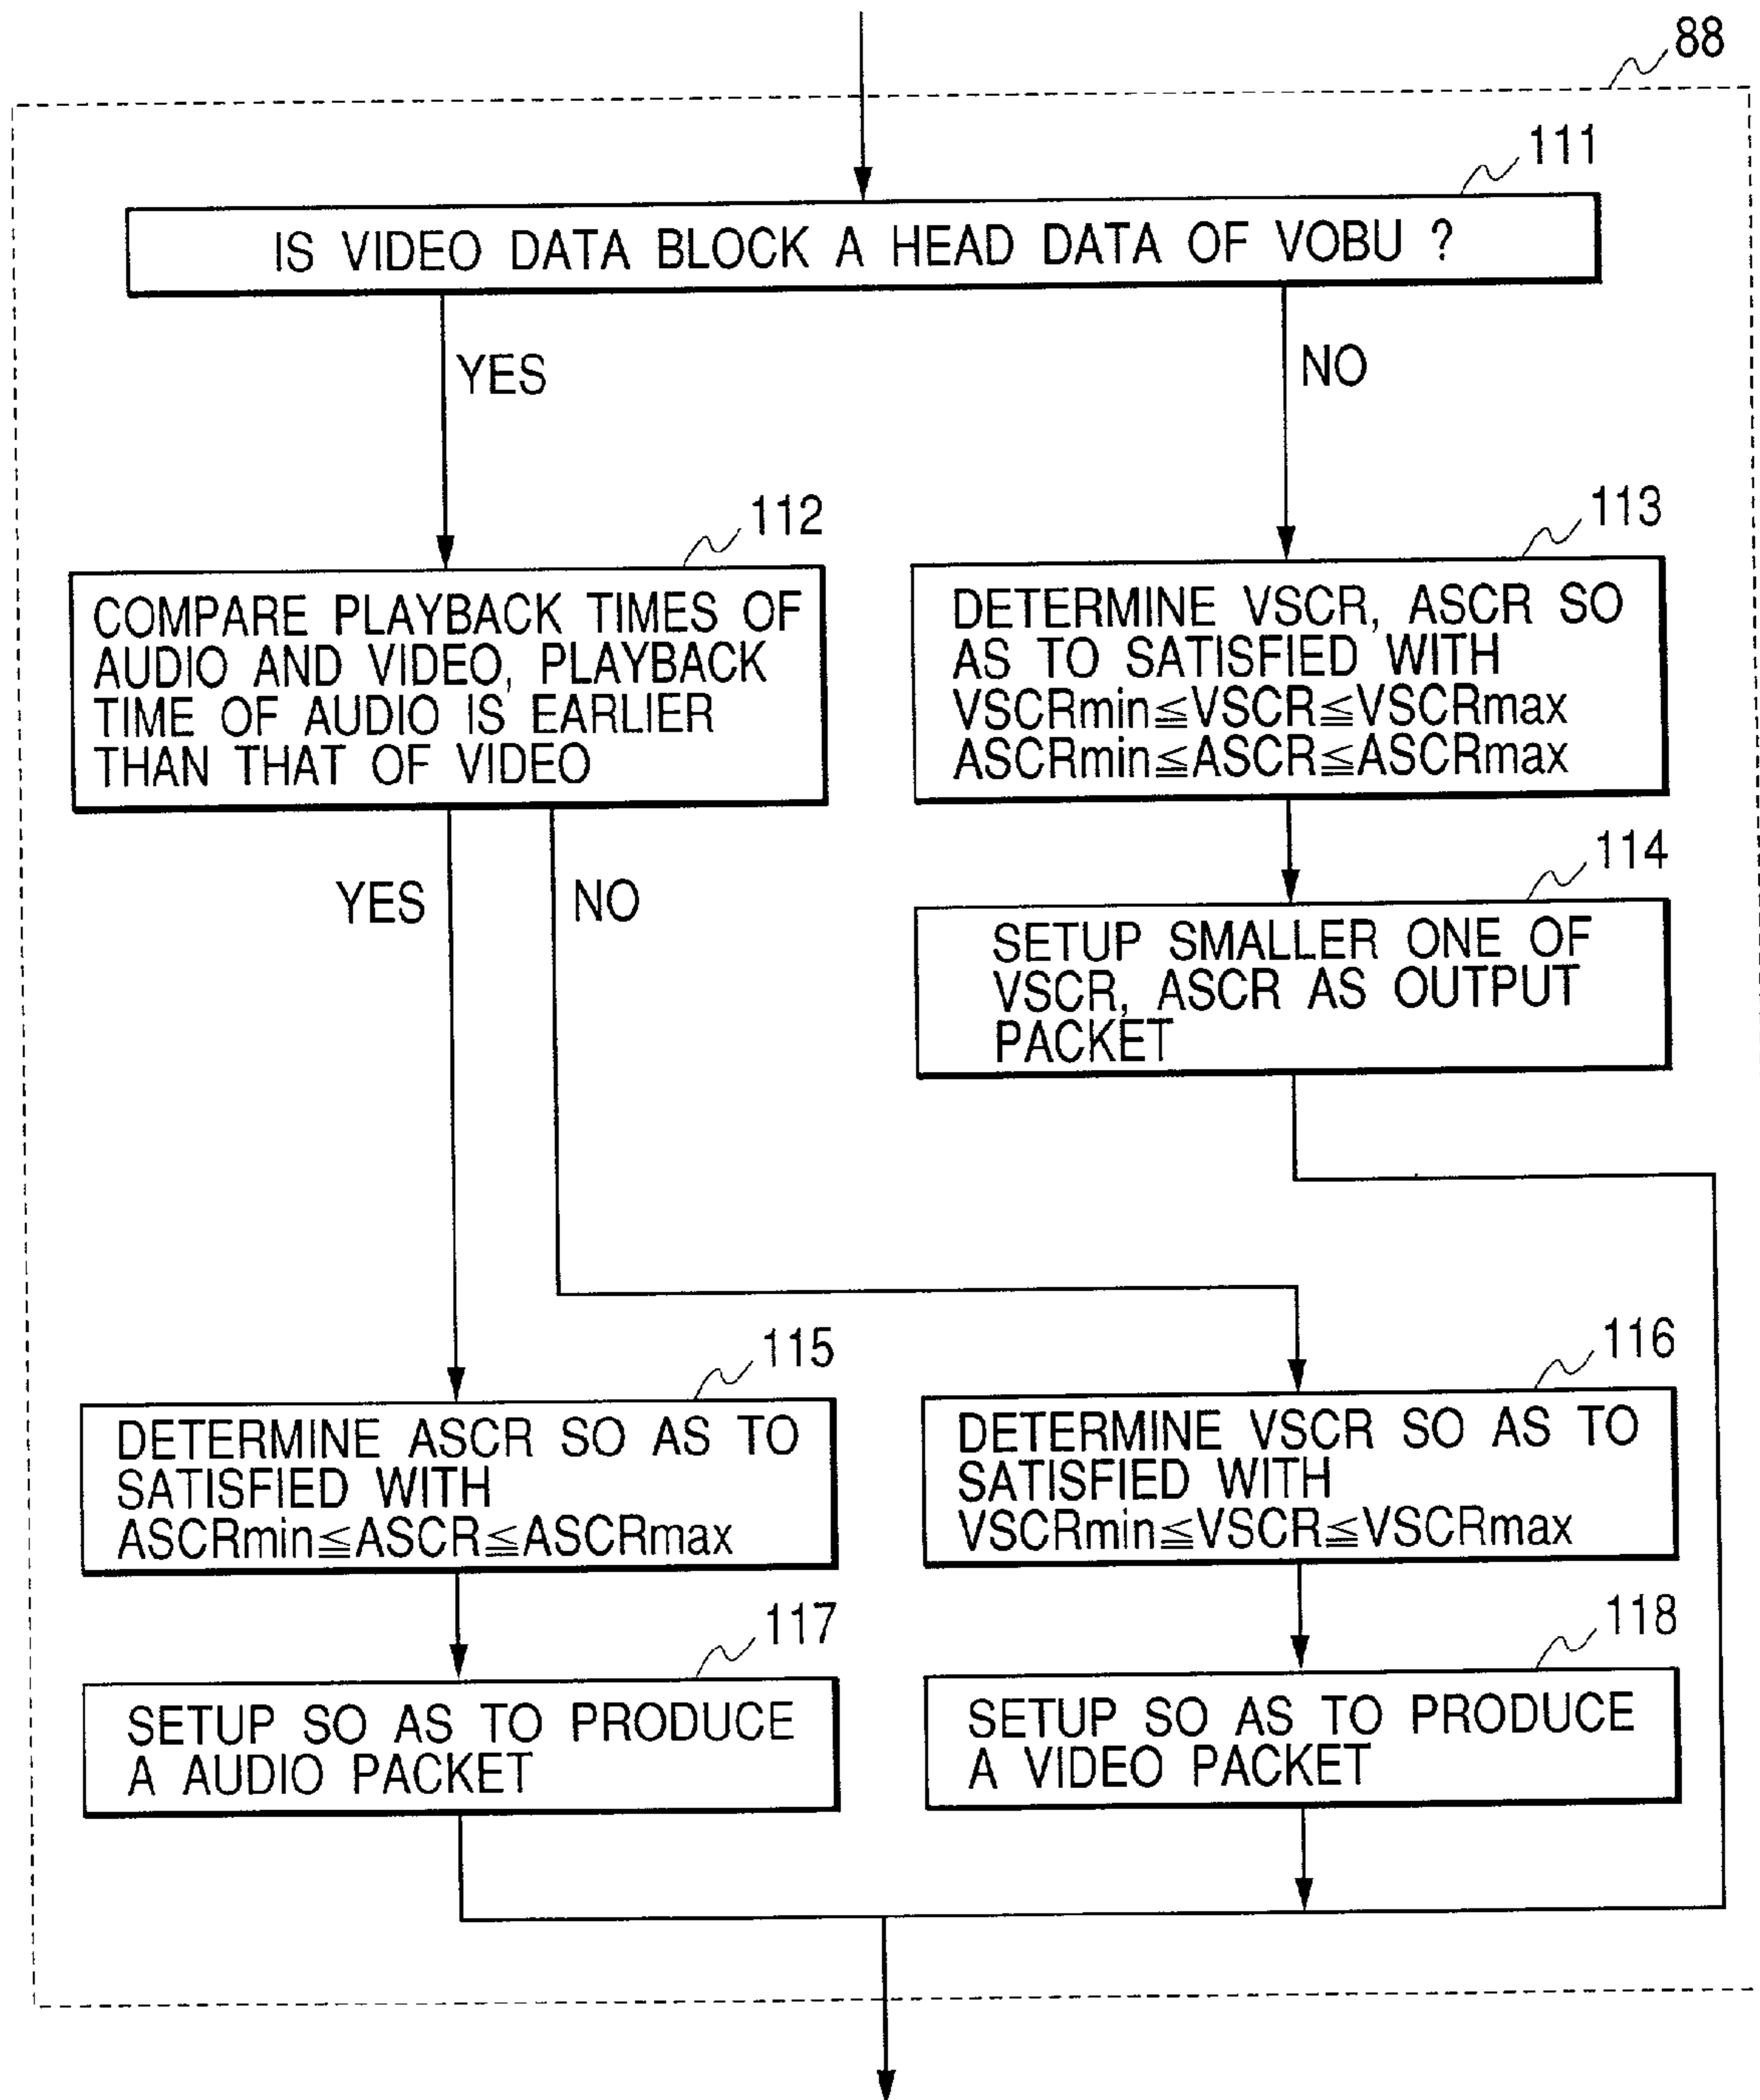 88
111
IS VIDEO DATA BLOCK A HEAD DATA OF VOBU ?
YES
NO
112
COMPARE PLAYBACK TIMES OF
AUDIO AND VIDEO, PLAYBACK
TIME OF AUDIO IS EARLIER
THAN THAT OF VIDEO
113
DETERMINE VSCR, ASCR SO
AS TO SATISFIED WITH
VSCRmin≦VSCR≦VSCRmax
ASCRmin≦ASCR≦ASCRmax
114
SETUP SMALLER ONE OF
VSCR, ASCR AS OUTPUT
PACKET
YES
NO
115
DETERMINE ASCR SO AS TO
SATISFIED WITH
ASCRmin≦ASCR≦ASCRmax
116
DETERMINE VSCR SO AS TO
SATISFIED WITH
VSCRmin≦VSCR≦VSCRmax
117
SETUP SO AS TO PRODUCE
A AUDIO PACKET
118
SETUP SO AS TO PRODUCE
A VIDEO PACKET